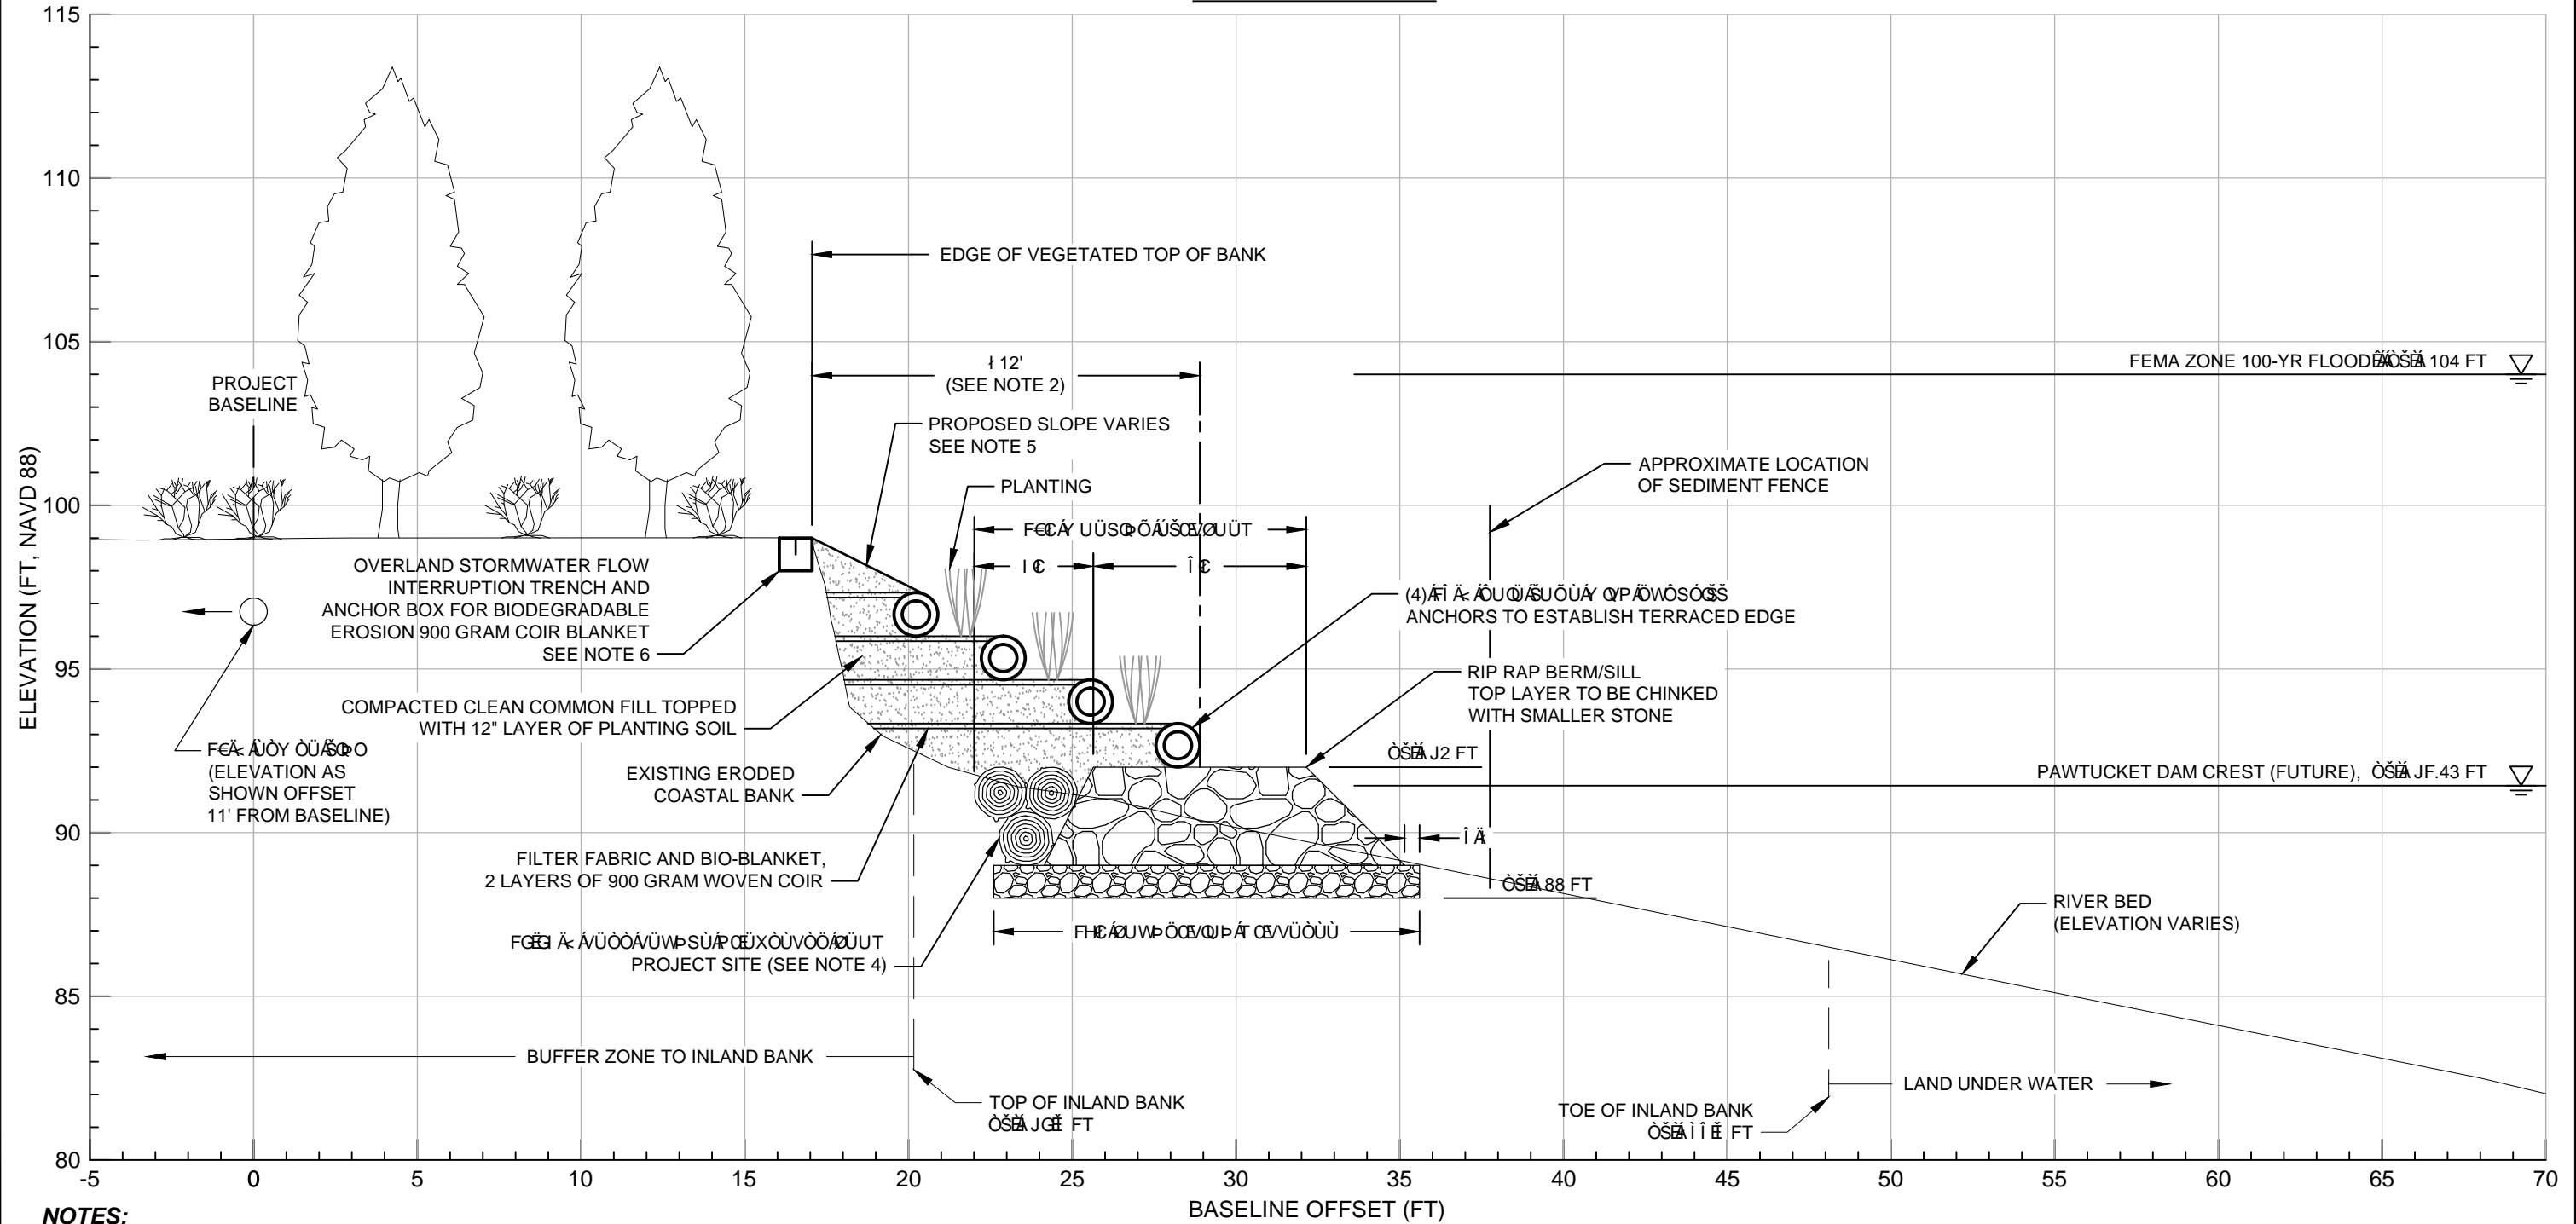 115
110
105
100
95
90
85
80
ELEVATION (FT, NAVD 88)
PROJECT
BASELINE
EDGE OF VEGETATED TOP OF BANK
12'
(SEE NOTE 2)
PROPOSED SLOPE VARIES
SEE NOTE 5
PLANTING
FEMA ZONE 100-YR FLOOD 104 FT
APPROXIMATE LOCATION
OF SEDIMENT FENCE
OVERLAND STORMWATER FLOW
INTERRUPTION TRENCH AND
ANCHOR BOX FOR BIODEGRADABLE
EROSION 900 GRAM COIR BLANKET
SEE NOTE 6
(4)
ANCHORS TO ESTABLISH TERRACED EDGE
RIP RAP BERM/SILL
TOP LAYER TO BE CHINKED
WITH SMALLER STONE
COMPACTED CLEAN COMMON FILL TOPPED
WITH 12" LAYER OF PLANTING SOIL
(ELEVATION AS
SHOWN OFFSET
11' FROM BASELINE)
EXISTING ERODED
COASTAL BANK
FT
PAWTUCKET DAM CREST (FUTURE), .43 FT
FILTER FABRIC AND BIO-BLANKET,
2 LAYERS OF 900 GRAM WOVEN COIR
88 FT
RIVER BED
(ELEVATION VARIES)
PROJECT SITE (SEE NOTE 4)
BUFFER ZONE TO INLAND BANK
TOP OF INLAND BANK
FT
LAND UNDER WATER
TOE OF INLAND BANK
FT
-5 0 5 10 15 20 25 30 35 40 45 50 55 60 65 70
BASELINE OFFSET (FT)
NOTES: